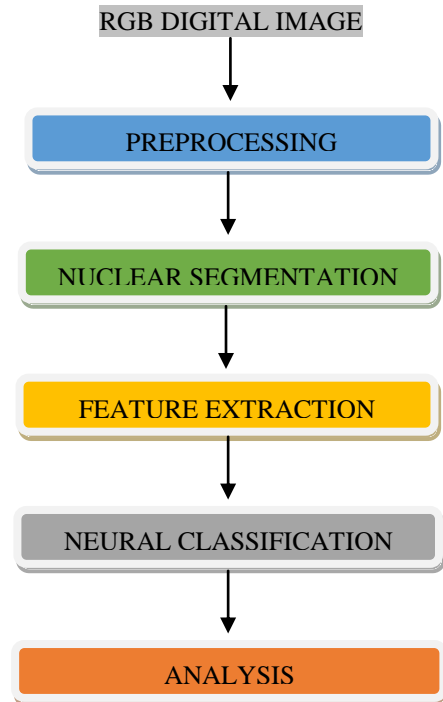 RGB DIGITAL IMAGE
PREPROCESSING
NUCLEAR SEGMENTATION
FEATURE EXTRACTION
NEURAL CLASSIFICATION
ANALYSIS